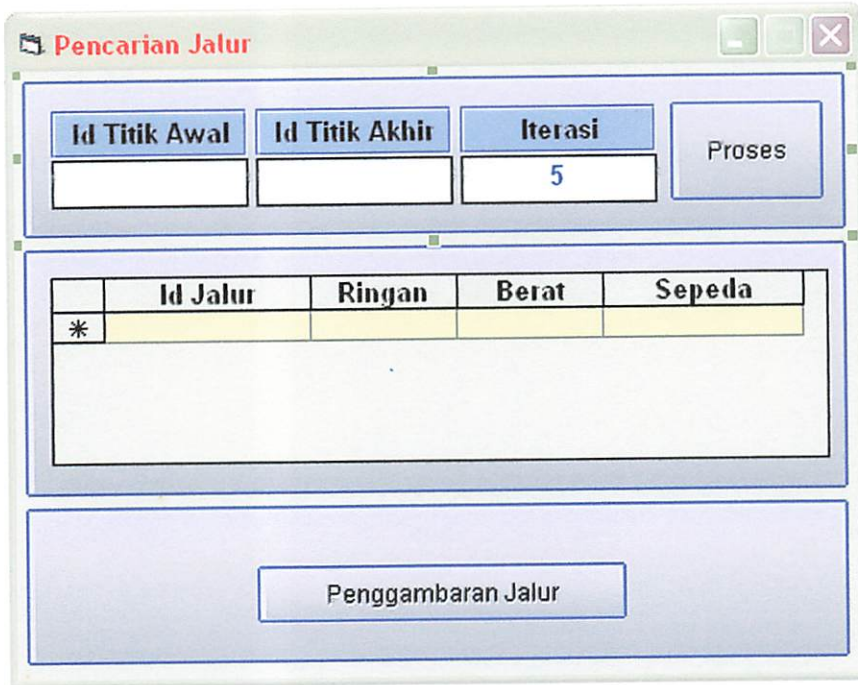 Pencarian Jalur
Id Titik Awal Id Titik Akhir Iterasi
Proses
5
Id Jalur Ringan Berat Sepeda
Penggambaran Jalur